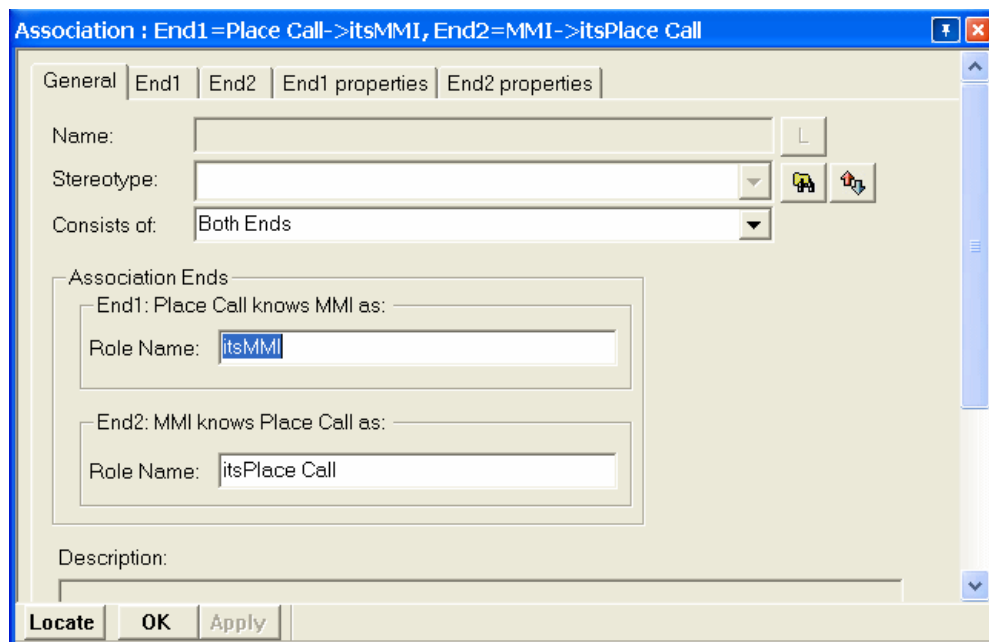 Association : End1=Place Call->itsMMI, End2=MMI->itsPlace Call
General End1 End2 End1 properties End2 properties
Name: L
Stereotype:
Consists of: Both Ends
Association Ends
End1: Place Call knows MMI as:
Role Name: itsMMI
End2: MMI knows Place Call as:
Role Name: itsPlace Call
Description:
Locate OK Apply